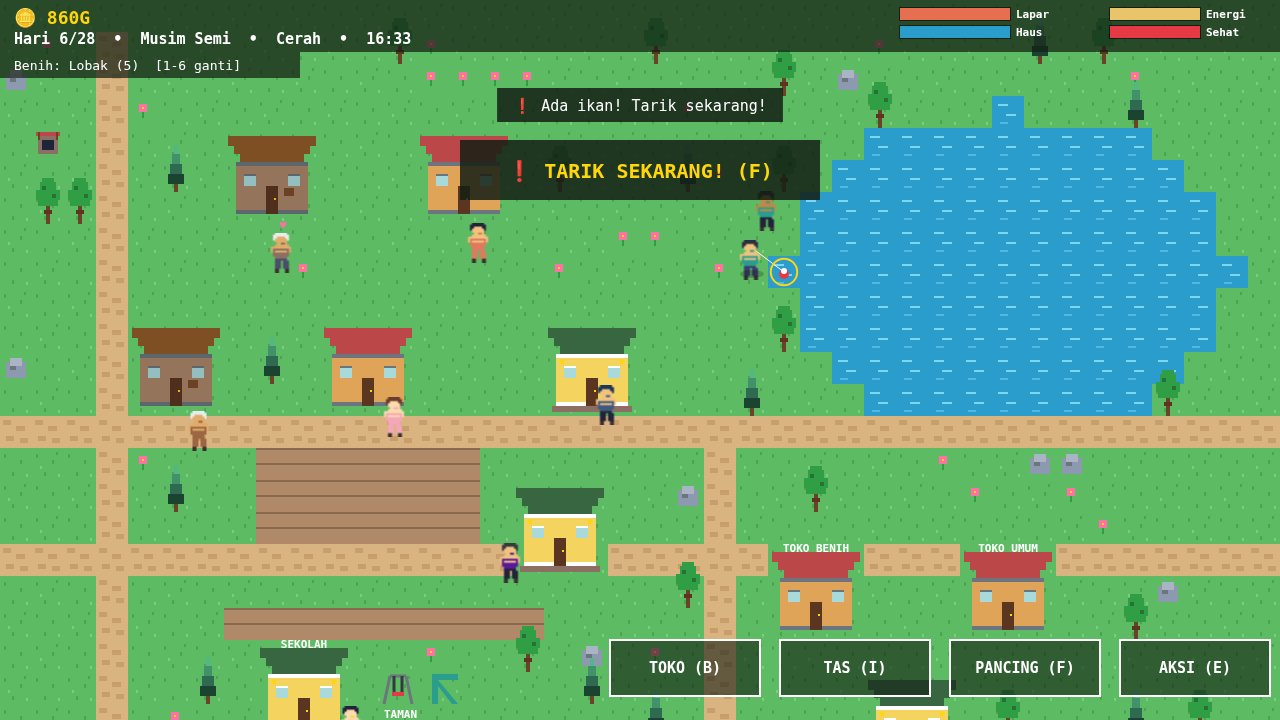 860G
Hari 6/28 • Musim Semi • Cerah • 16:33
Benih: Lobak (5) [1-6 ganti]
Lapar
Energi
Haus
Sehat
❗ Ada ikan! Tarik sekarang!
❗ TARIK SEKARANG! (F)
TOKO BENIH
TOKO UMUM
SEKOLAH
TAMAN
TOKO (B)
TAS (I)
PANCING (F)
AKSI (E)